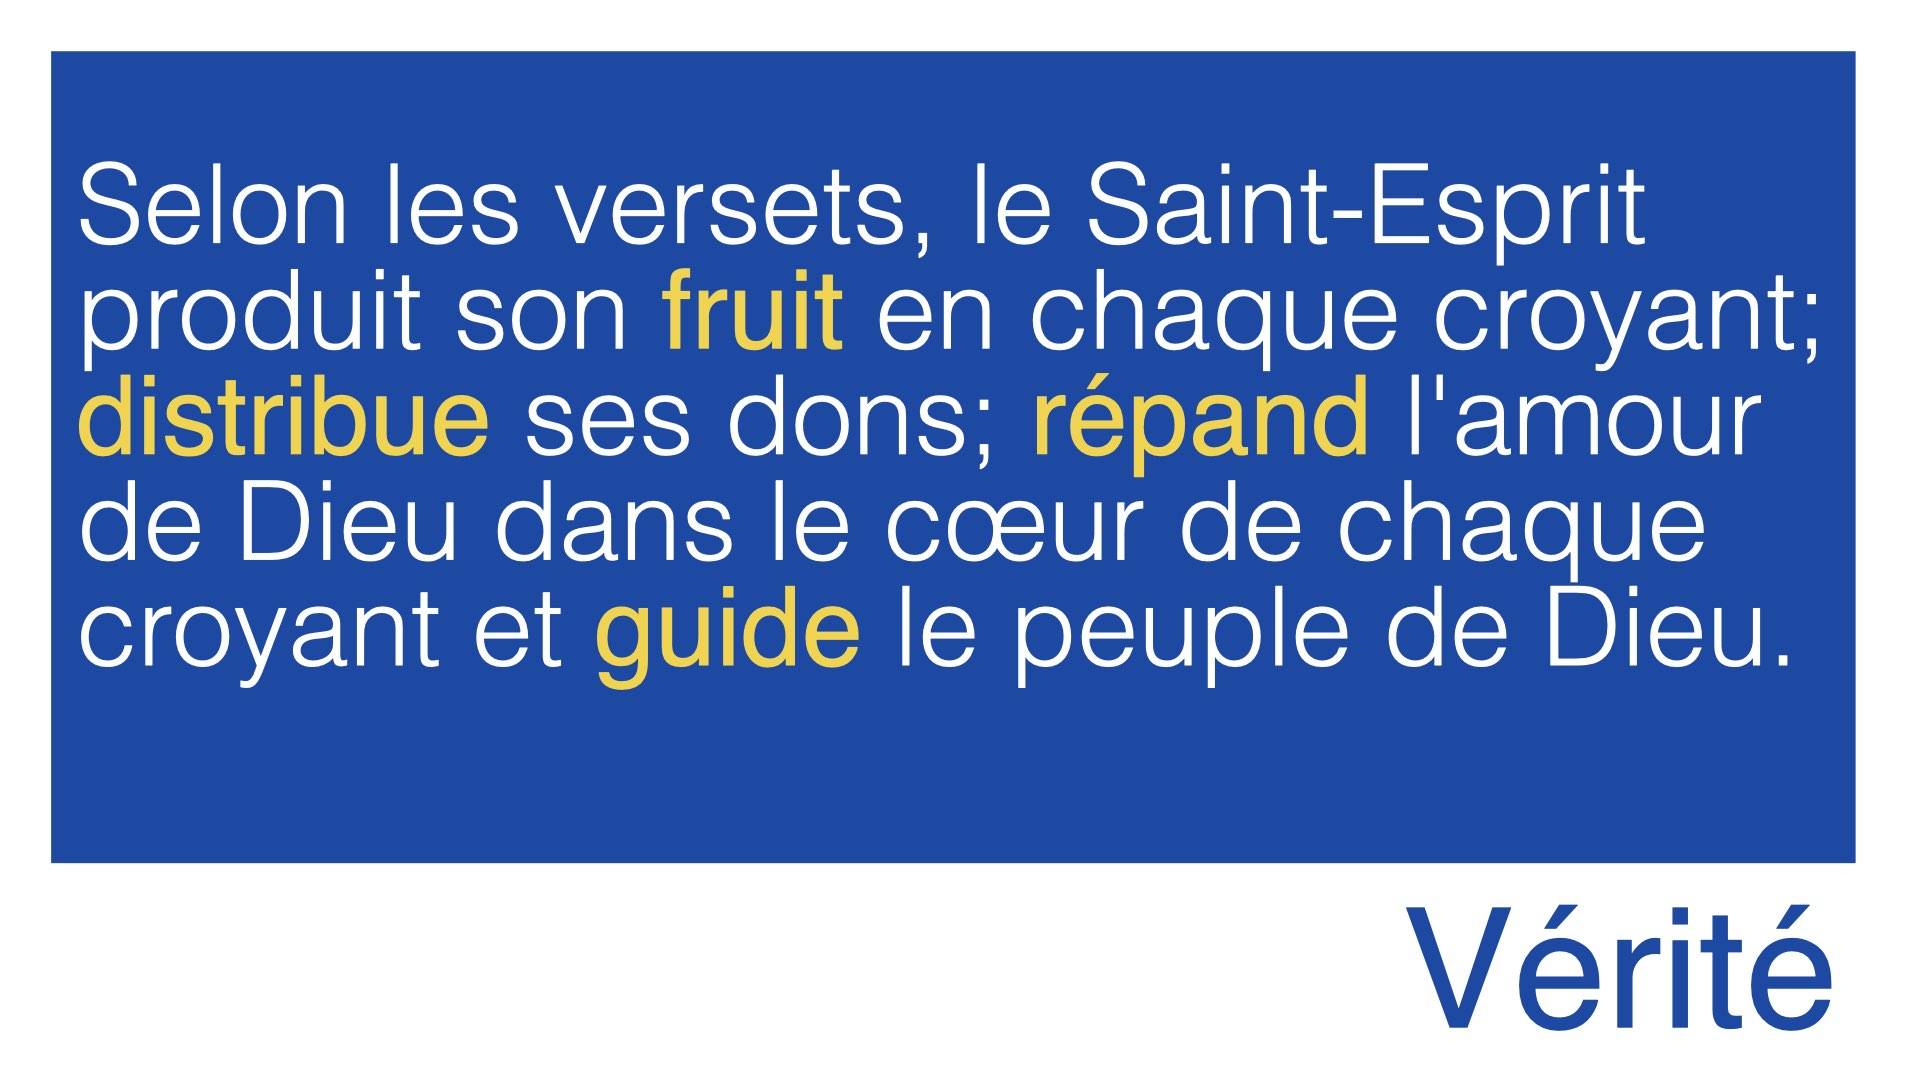 Selon les versets, le Saint-Esprit
produit son fruit en chaque croyant;
distribue ses dons; répand l'amour
de Dieu dans le cœur de chaque
croyant et guide le peuple de Dieu.
Vérité